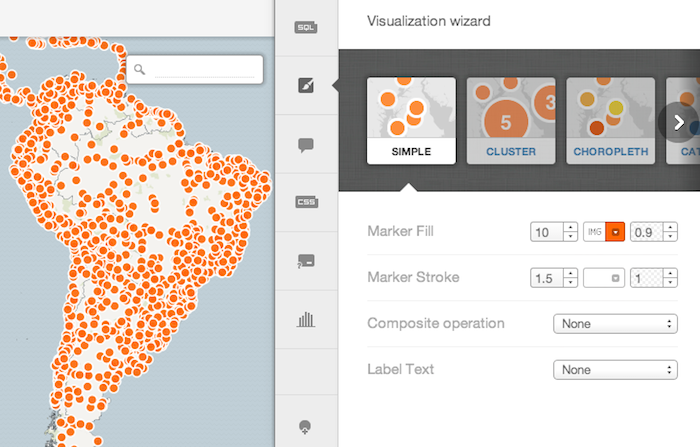 Visualization wizard
SQL
CSS
5
3
SIMPLE
CLUSTER
CHOROPLETH
CAT
Marker Fill
10
IMG
0.9
Marker Stroke
1.5
1
Composite operation
None
Label Text
None